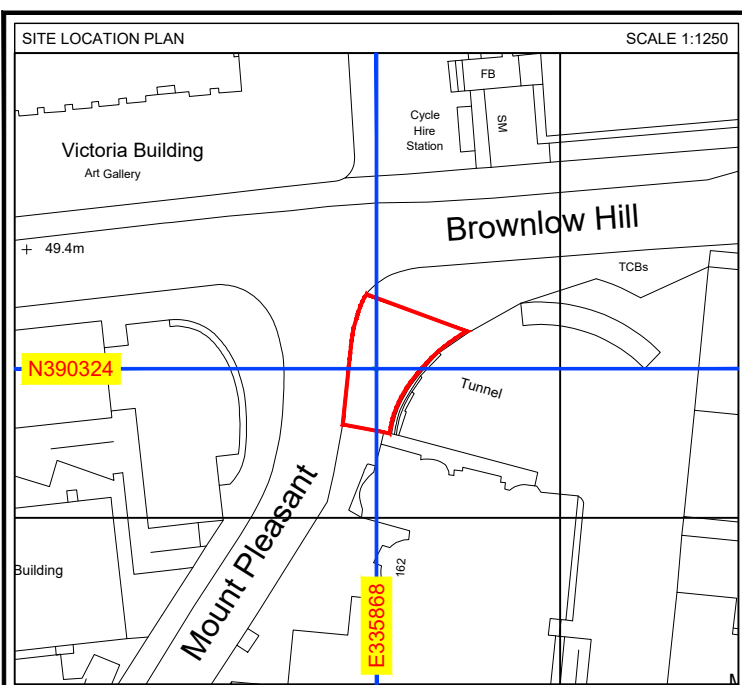 SITE LOCATION PLAN
SCALE 1:1250
FB
Cycle
Hire
Station
SM
Victoria Building
Art Gallery
Brownlow Hill
+ 49.4m
TCBs
N390324
Tunnel
Mount Pleasant
162
Building
E335868